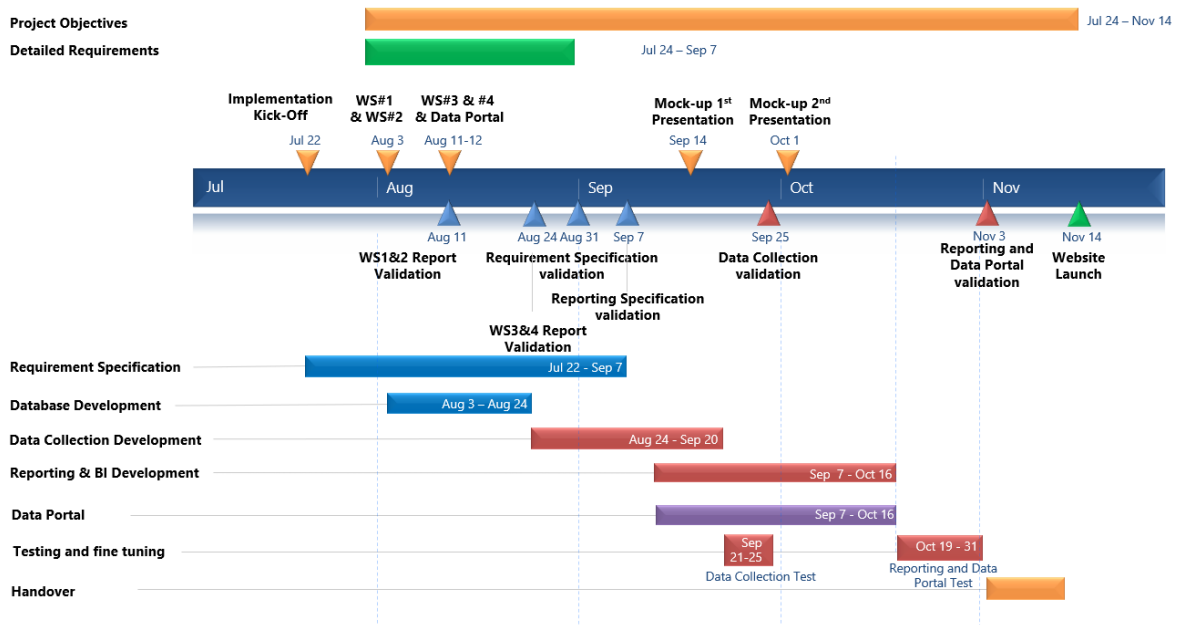 Project Objectives
Jul 24 – Nov 14
Detailed Requirements
Jul 24 – Sep 7
Implementation
Kick-Off
Jul 22
WS#1
& WS#2
Aug 3
WS#3 & #4
& Data Portal
Aug 11-12
Mock-up 1st
Presentation
Sep 14
Mock-up 2nd
Presentation
Oct 1
Jul
Aug
Sep
Oct
Nov
Aug 11
WS1&2 Report
Validation
Aug 24
Aug 31
Requirement Specification
validation
Sep 7
Reporting Specification
validation
WS3&4 Report
Validation
Sep 25
Data Collection
validation
Nov 3
Reporting and
Data Portal
validation
Nov 14
Website
Launch
Requirement Specification
Jul 22 - Sep 7
Database Development
Aug 3 – Aug 24
Data Collection Development
Aug 24 - Sep 20
Reporting & BI Development
Sep 7 - Oct 16
Data Portal
Sep 7 - Oct 16
Testing and fine tuning
Sep
21-25
Data Collection Test
Oct 19 - 31
Reporting and Data
Portal Test
Handover